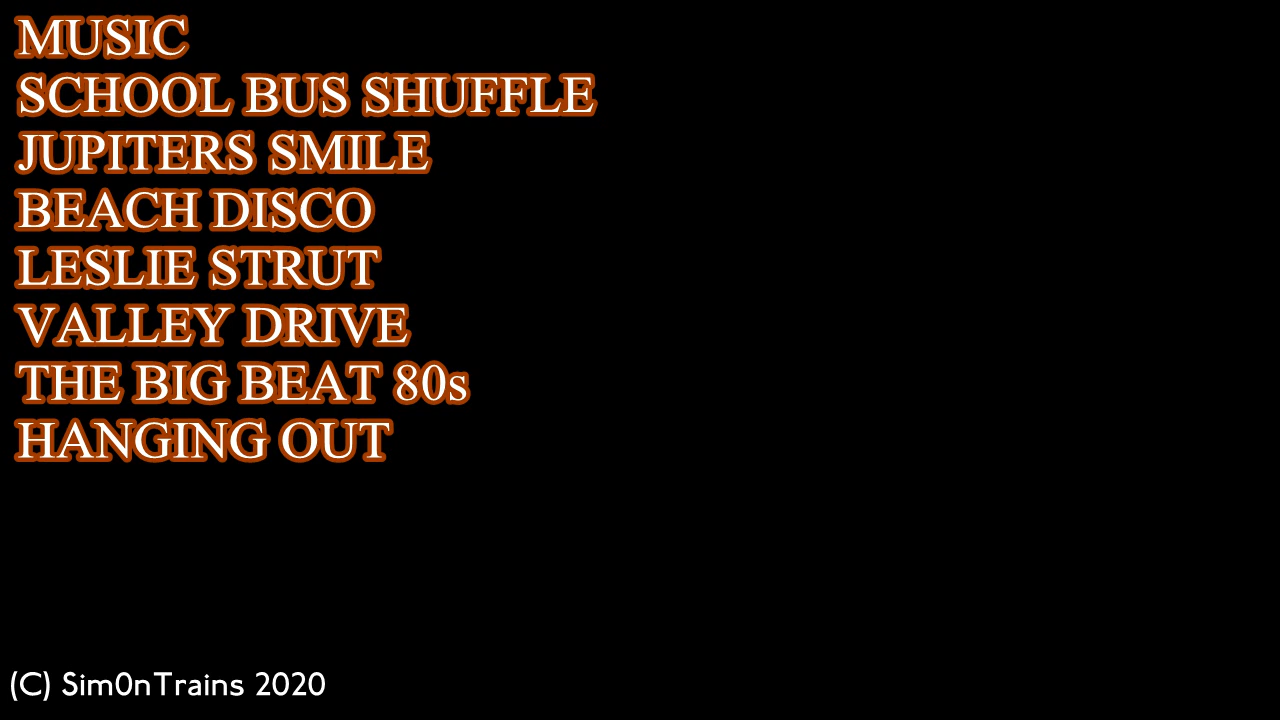 MUSIC
SCHOOL BUS SHUFFLE
JUPITERS SMILE
BEACH DISCO
LESLIE STRUT
VALLEY DRIVE
THE BIG BEAT 80s
HANGING OUT
(C) Sim0nTrains 2020